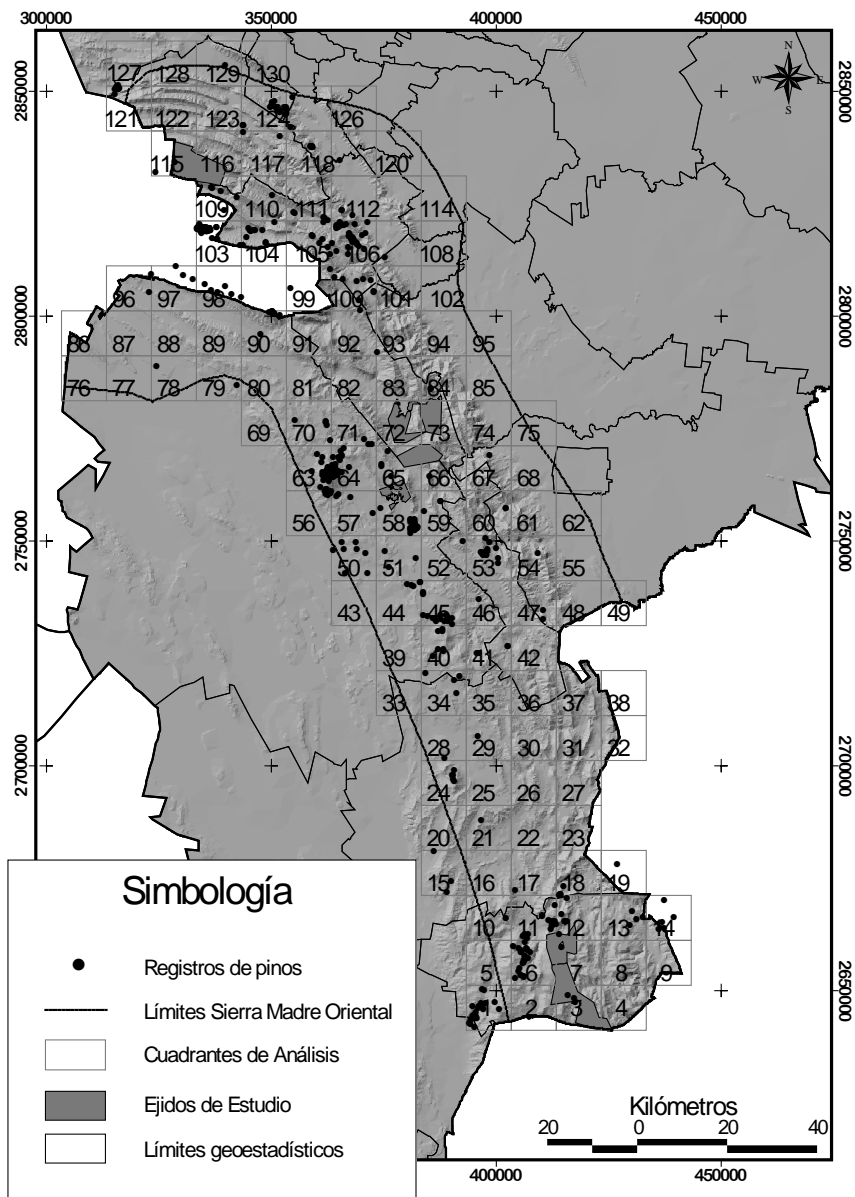 300000 350000 400000 450000
N
W E
S
2850000 2850000
127 128 129 130
121 122 123 124 126
115 116 117 118 120
109 110 111 112 114
103 104 105 106 108
96 97 98 99 100 101 102
2800000 2800000
86 87 88 89 90 91 92 93 94 95
76 77 78 79 80 81 82 83 84 85
69 70 71 72 73 74 75
63 64 65 66 67 68
56 57 58 59 60 61 62
2750000 2750000
50 51 52 53 54 55
43 44 45 46 47 48 49
39 40 41 42
33 34 35 36 37 38
28 29 30 31 32
2700000 2700000
24 25 26 27
20 21 22 23
15 16 17 18 19
10 11 12 13 14
5 6 7 8 9
2650000
1 2 3 4
Simbología
Registros de pinos
Límites Sierra Madre Oriental
Cuadrantes de Análisis
Ejidos de Estudio
Límites geoestadísticos
Kilómetros
20 0 20 40
400000 450000